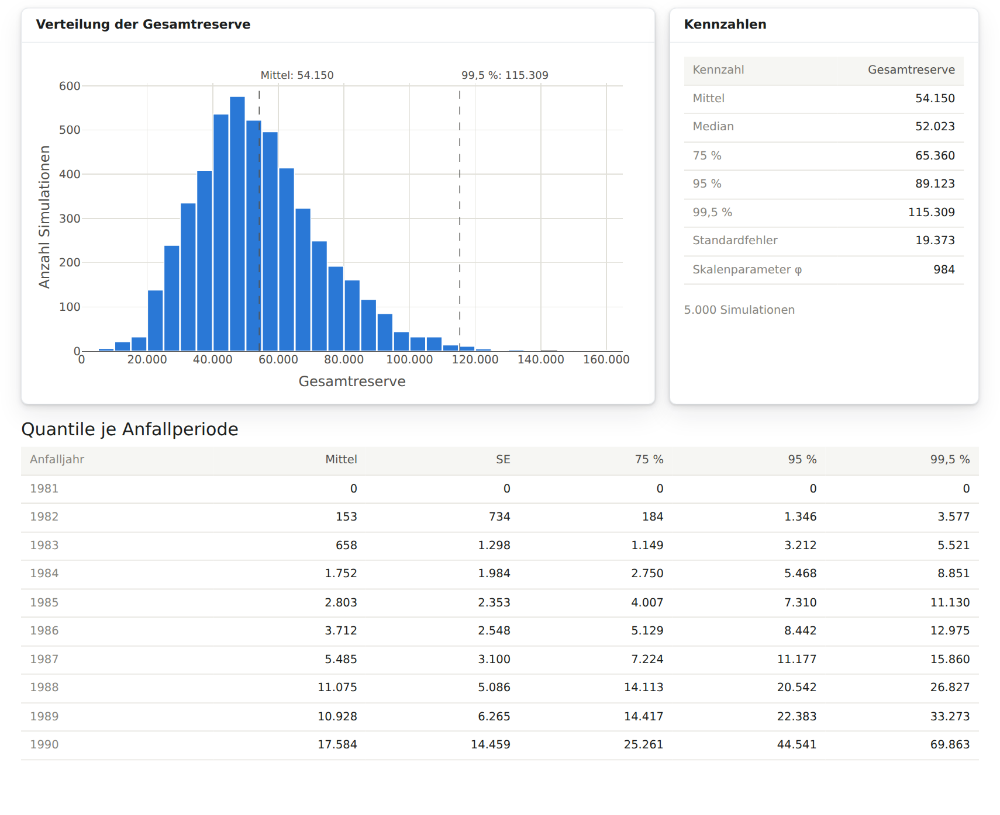 Verteilung der Gesamtreserve
Mittel: 54.150 99,5 %: 115.309
600
500
400
300
200
100
0
Anzahl Simulationen
0 20.000 40.000 60.000 80.000 100.000 120.000 140.000 160.000
Gesamtreserve
Kennzahlen
Kennzahl Gesamtreserve
Mittel 54.150
Median 52.023
75 % 65.360
95 % 89.123
99,5 % 115.309
Standardfehler 19.373
Skalenparameter φ 984
5.000 Simulationen
Quantile je Anfallperiode
Anfalljahr Mittel SE 75 % 95 % 99,5 %
1981 0 0 0 0 0
1982 153 734 184 1.346 3.577
1983 658 1.298 1.149 3.212 5.521
1984 1.752 1.984 2.750 5.468 8.851
1985 2.803 2.353 4.007 7.310 11.130
1986 3.712 2.548 5.129 8.442 12.975
1987 5.485 3.100 7.224 11.177 15.860
1988 11.075 5.086 14.113 20.542 26.827
1989 10.928 6.265 14.417 22.383 33.273
1990 17.584 14.459 25.261 44.541 69.863